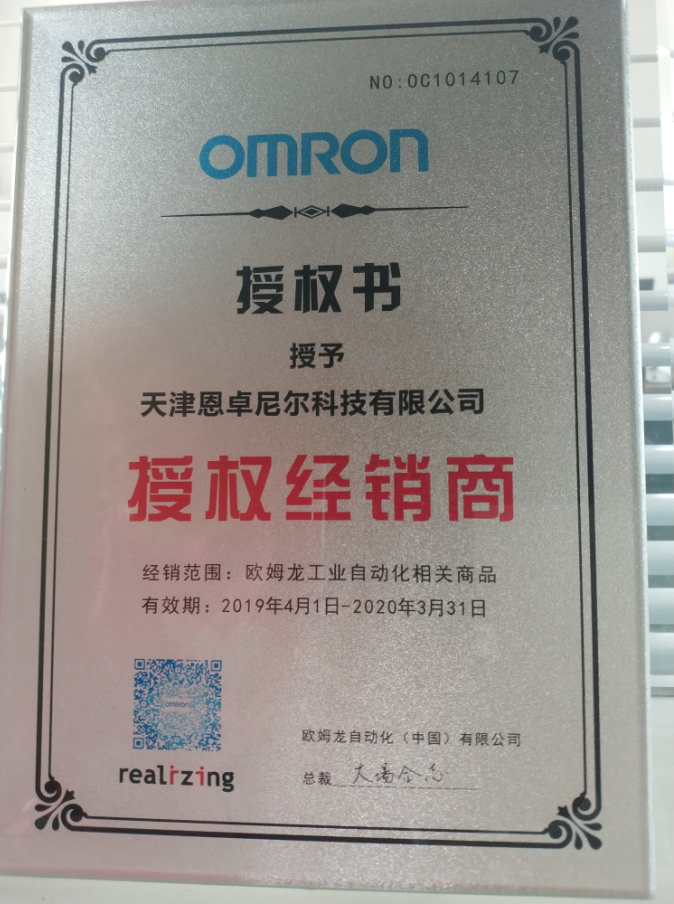 NO:OC1014107
OMRON
授权书
授予
天津恩卓尼尔科技有限公司
授权经销商
经销范围：欧姆龙工业自动化相关商品
有效期：2019年4月1日-2020年3月31日
omron
realizing
欧姆龙自动化（中国）有限公司
总裁